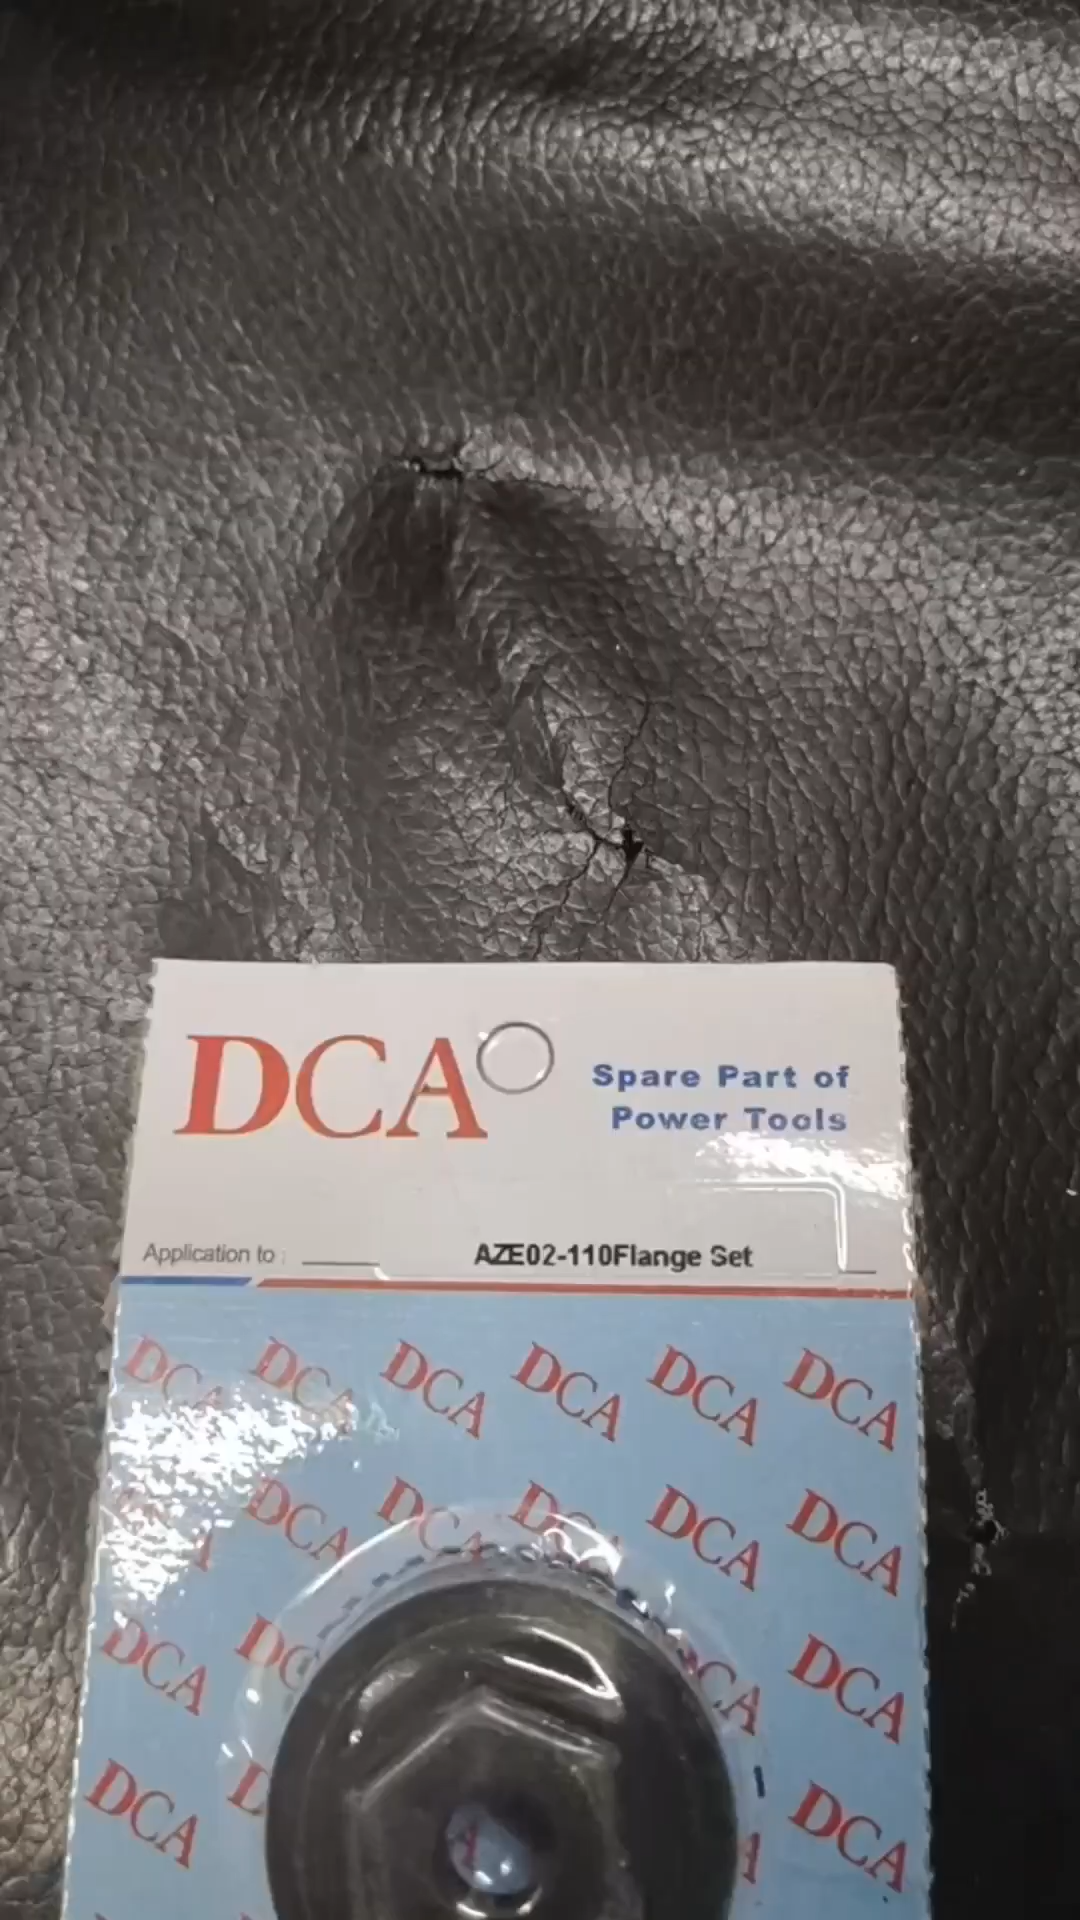 DCA
Spare Part of
Power Tools
Application to :
AZE02-110Flange Set
DCA DCA DCA DCA DCA DCA
DCA DCA DCA DCA DCA
DCA DCA
DCA DCA